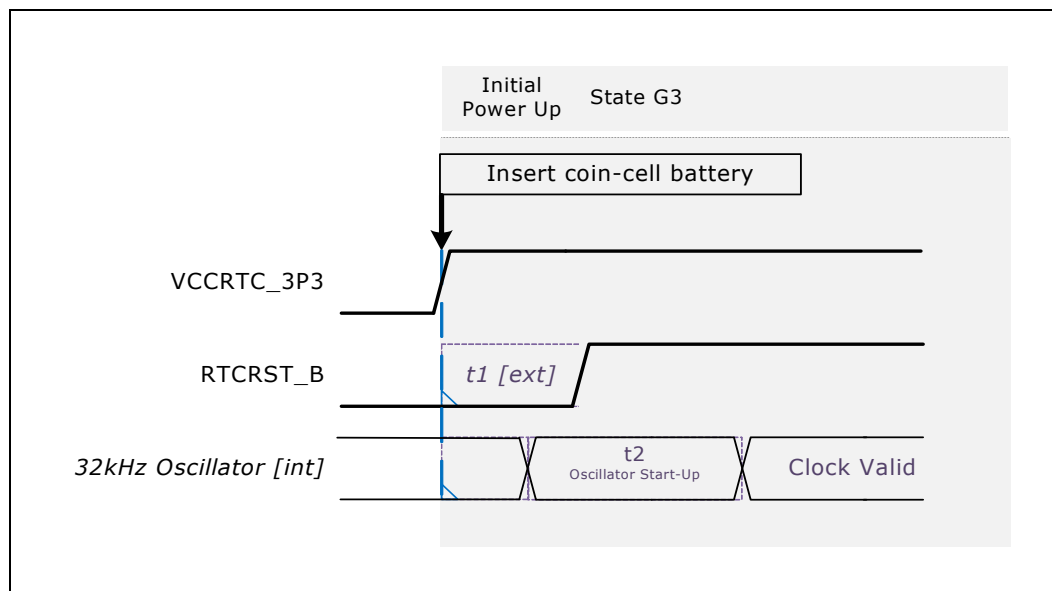 Initial
Power Up
State G3
Insert coin-cell battery
VCCRTC_3P3
RTCRST_B
t1 [ext]
32kHz Oscillator [int]
t2
Oscillator Start-Up
Clock Valid